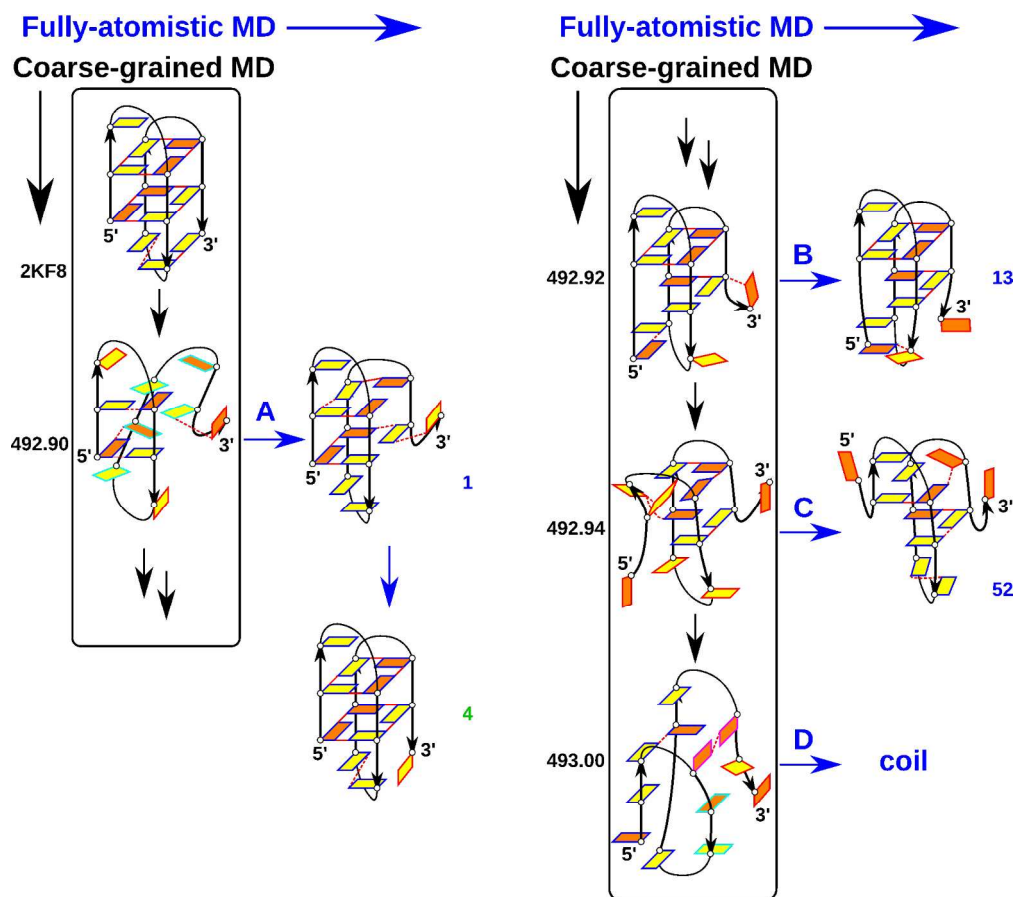 Fully-atomistic MD
Coarse-grained MD
5'
3'
2KF8
492.90
5'
3'
A
5'
3'
1
5'
3'
4
Fully-atomistic MD
Coarse-grained MD
492.92
5'
3'
B
5'
3'
13
492.94
5'
3'
C
5'
3'
52
493.00
5'
3'
D
coil